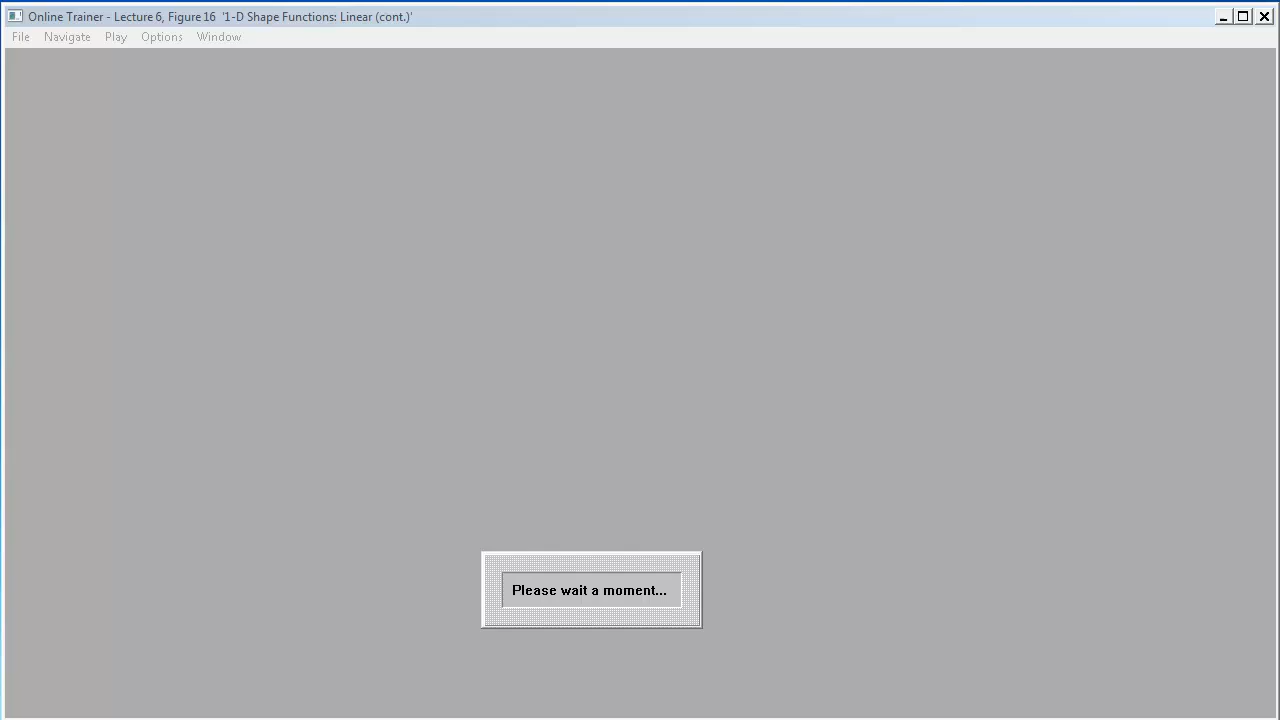 Online Trainer - Lecture 6, Figure 16 '1-D Shape Functions: Linear (cont.)'
File Navigate Play Options Window
Please wait a moment...